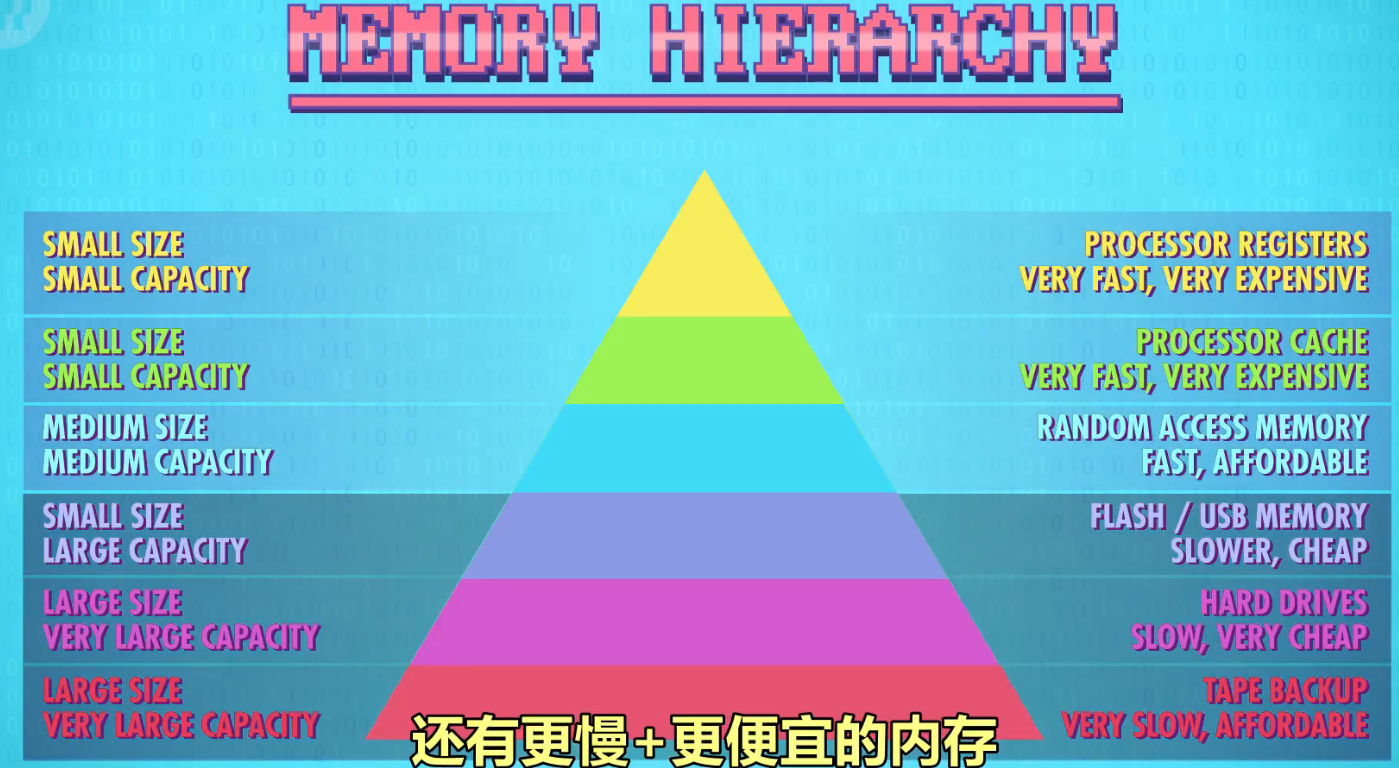 MEMORY HIERARCHY
SMALL SIZE
SMALL CAPACITY
PROCESSOR REGISTERS
VERY FAST, VERY EXPENSIVE
SMALL SIZE
SMALL CAPACITY
PROCESSOR CACHE
VERY FAST, VERY EXPENSIVE
MEDIUM SIZE
MEDIUM CAPACITY
RANDOM ACCESS MEMORY
FAST, AFFORDABLE
SMALL SIZE
LARGE CAPACITY
FLASH / USB MEMORY
SLOWER, CHEAP
LARGE SIZE
VERY LARGE CAPACITY
HARD DRIVES
SLOW, VERY CHEAP
LARGE SIZE
VERY LARGE CAPACITY
TAPE BACKUP
VERY SLOW, AFFORDABLE
还有更慢+更便宜的内存